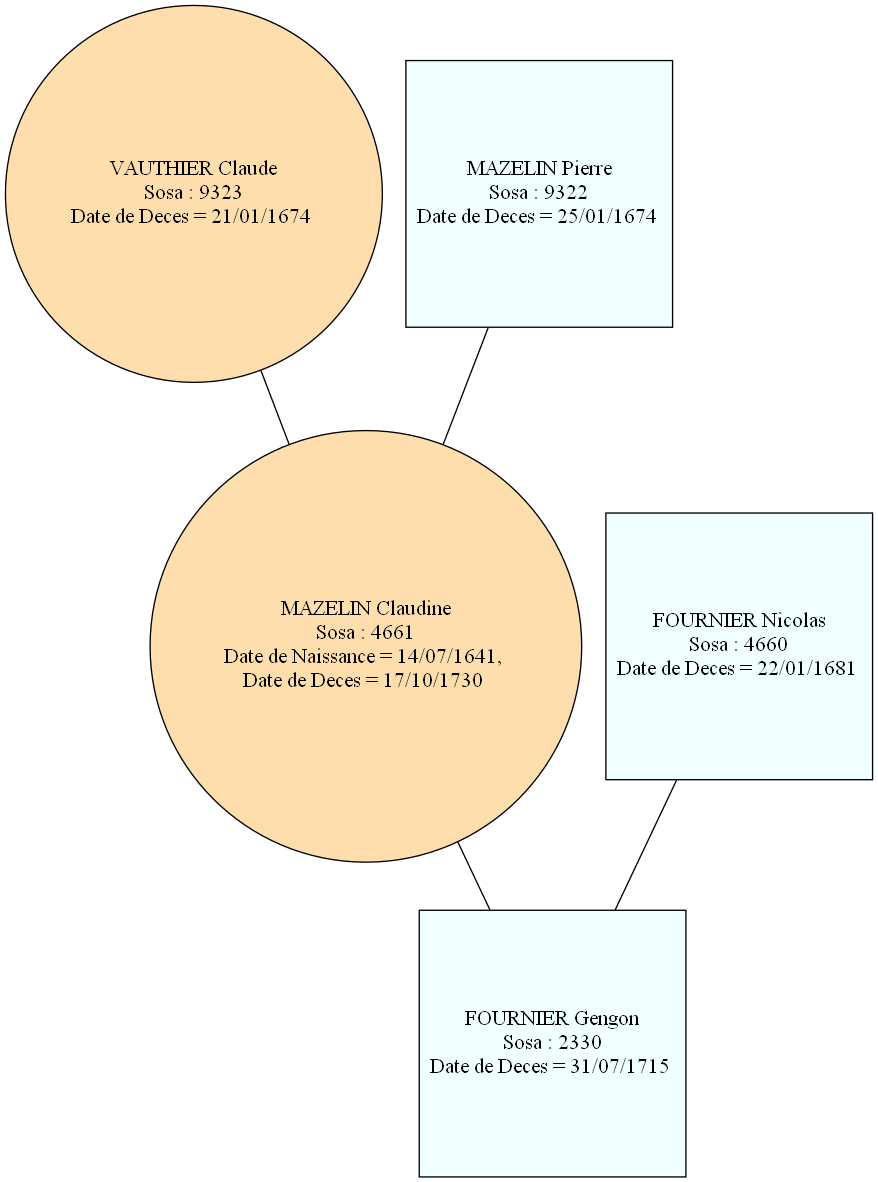 VAUTHIER Claude
Sosa : 9323
Date de Deces = 21/01/1674
MAZELIN Pierre
Sosa : 9322
Date de Deces = 25/01/1674
MAZELIN Claudine
Sosa : 4661
Date de Naissance = 14/07/1641,
Date de Deces = 17/10/1730
FOURNIER Nicolas
Sosa : 4660
Date de Deces = 22/01/1681
FOURNIER Gengon
Sosa : 2330
Date de Deces = 31/07/1715